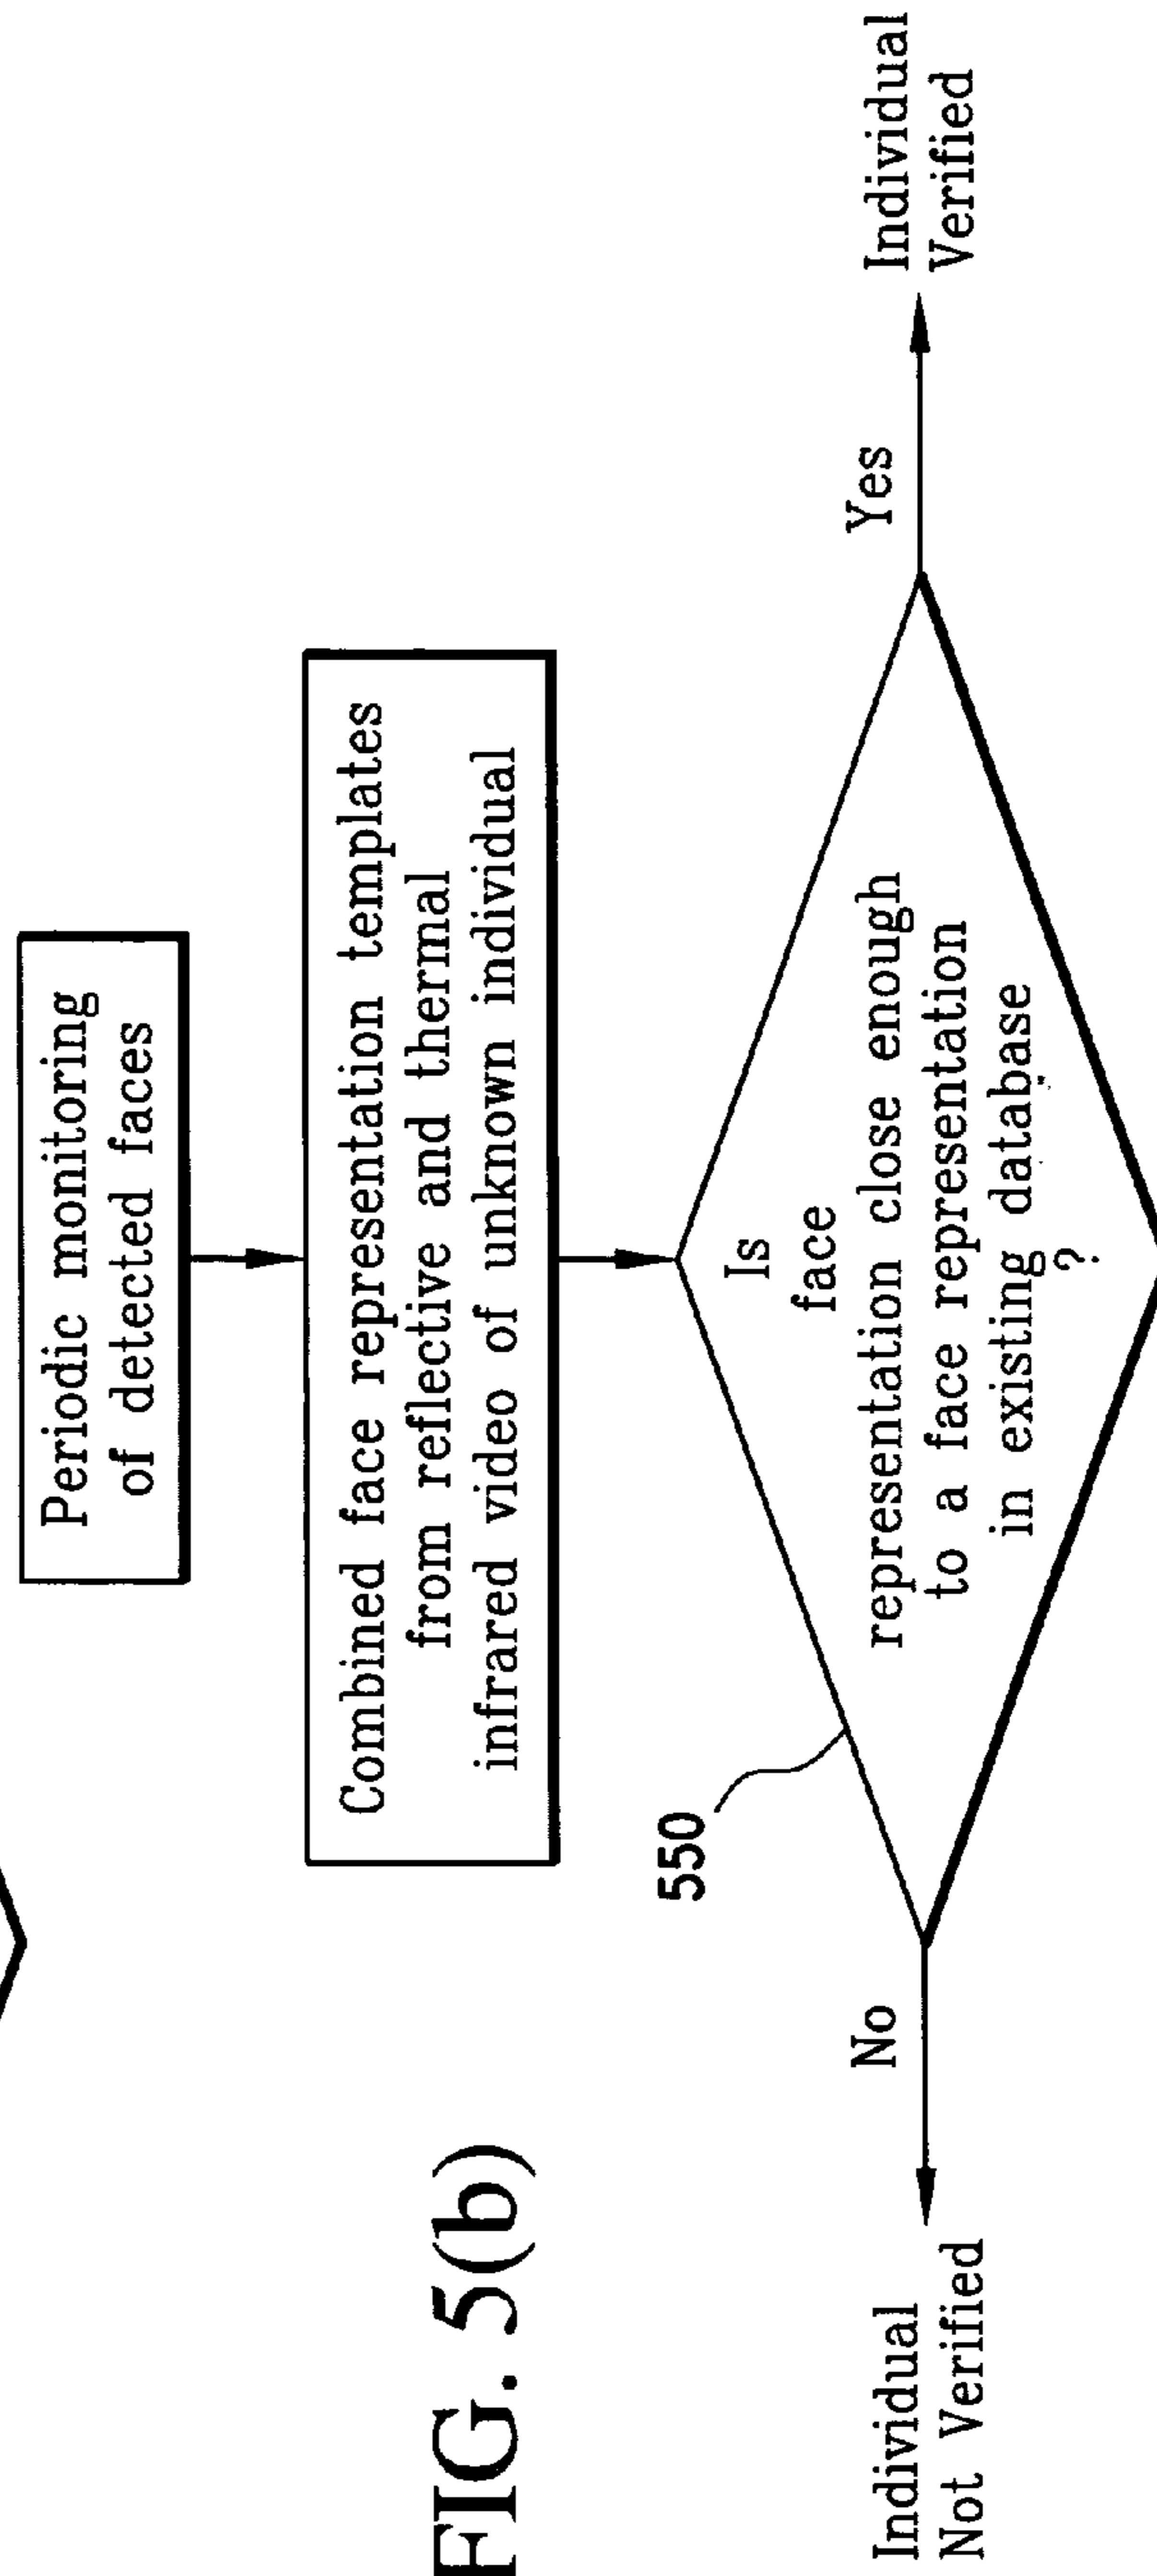 Periodic monitoring
of detected faces
FIG. 5(b)
Combined face representation templates
from reflective and thermal
infrared video of unknown individual
550
Is
face
representation close enough
to a face representation
in existing database
?
No
Yes
Individual
Not Verified
Individual
Verified